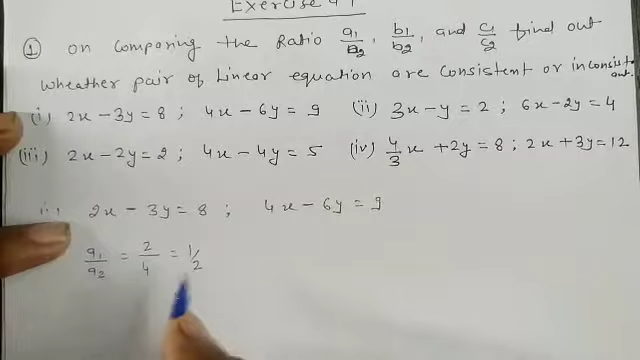 Exercise 4.1
① on comparing the Ratio a₁/a₂, b₁/b₂, and c₁/c₂ find out
wheather pair of Linear equation are consistent or inconsist
ent.
(i) 2x - 3y = 8 ; 4x - 6y = 9 (ii) 3x - y = 2 ; 6x - 2y = 4
(iii) 2x - 2y = 2 ; 4x - 4y = 5 (iv) 4/3 x + 2y = 8 ; 2x + 3y = 12
2x - 3y = 8 ; 4x - 6y = 9
a₁/a₂ = 2/4 = 1/2